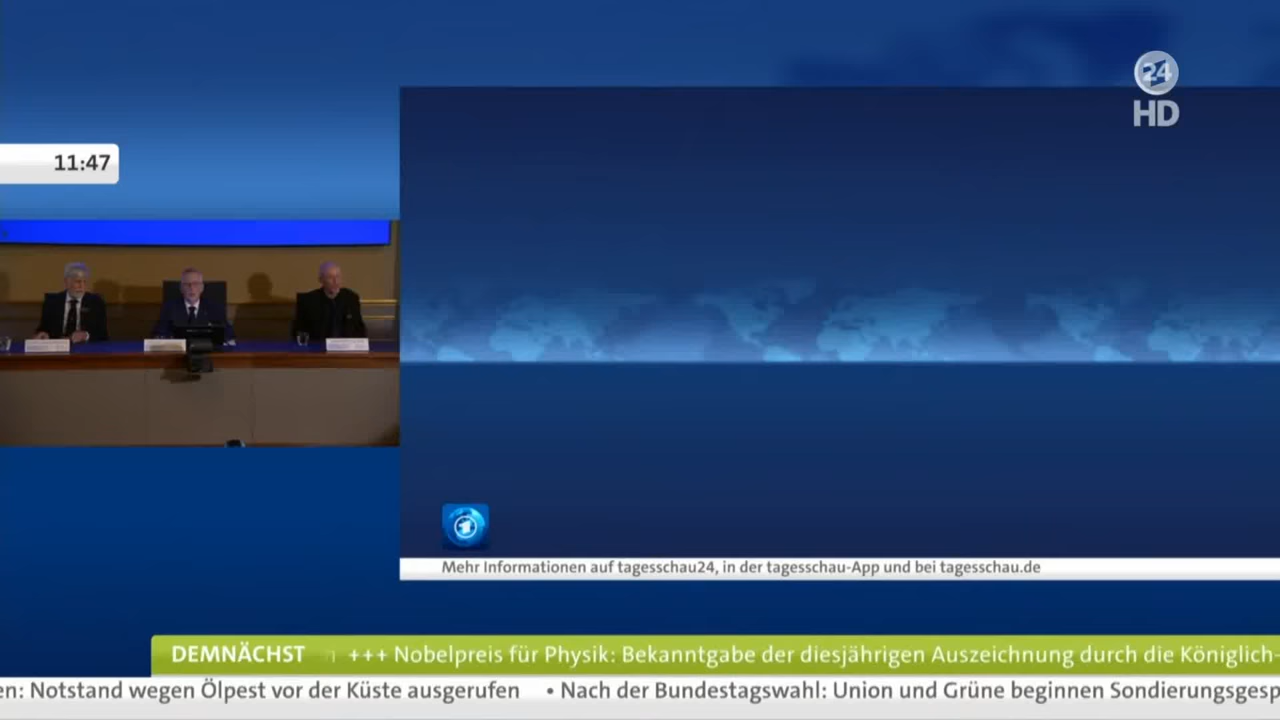 24
HD
11:47
Mehr Informationen auf tagesschau24, in der tagesschau-App und bei tagesschau.de
DEMNÄCHST +++ Nobelpreis für Physik: Bekanntgabe der diesjährigen Auszeichnung durch die Königlich-
en: Notstand wegen Ölpest vor der Küste ausgerufen • Nach der Bundestagswahl: Union und Grüne beginnen Sondierungsgesp